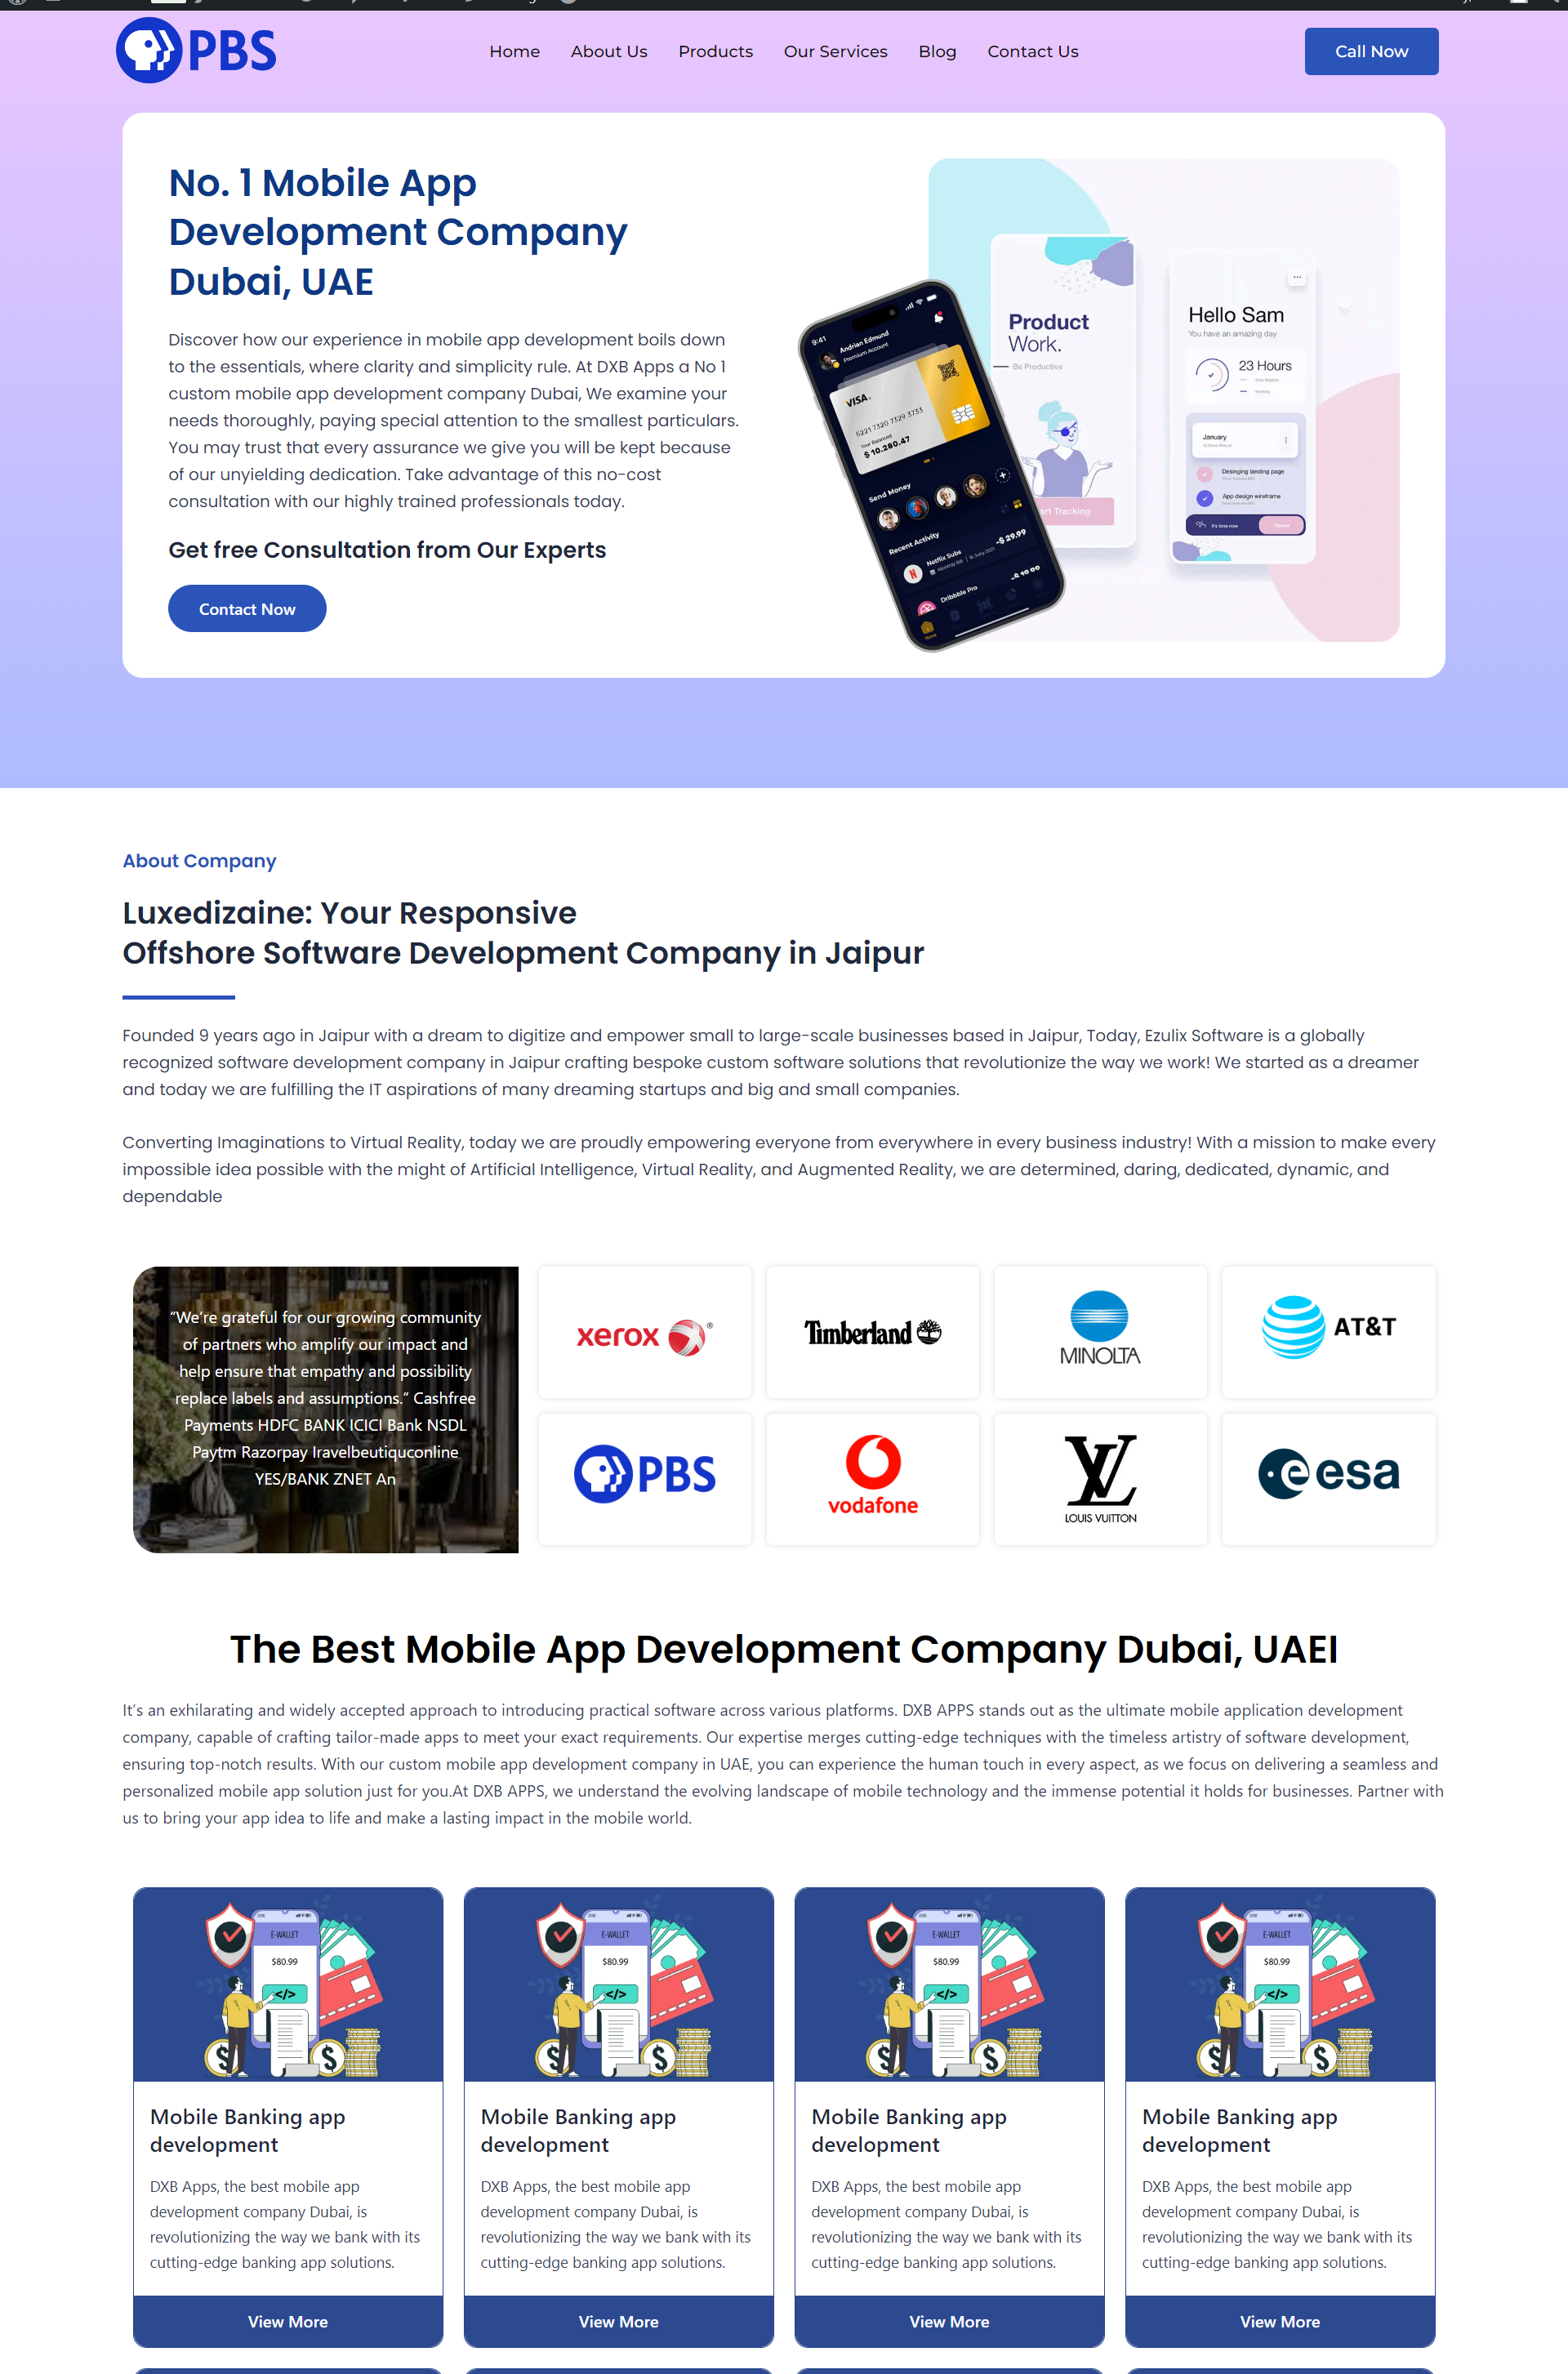 PBS
Home About Us Products Our Services Blog Contact Us
Call Now
No. 1 Mobile App
Development Company
Dubai, UAE
Discover how our experience in mobile app development boils down
to the essentials, where clarity and simplicity rule. At DXB Apps a No 1
custom mobile app development company Dubai, We examine your
needs thoroughly, paying special attention to the smallest particulars.
You may trust that every assurance we give you will be kept because
of our unyielding dedication. Take advantage of this no-cost
consultation with our highly trained professionals today.
Get free Consultation from Our Experts
Contact Now
9:41
Andrian Edmund
Premium Account
VISA
5221 7320 7329 3733
Your Balanced
$ 10.280.47
Send Money
Recent Activity
Netflix Subs
-$ 29.99
Dribbble Pro
Home
Product
Work.
Be Productive
art Tracking
Hello Sam
You have an amazing day
23 Hours
January
Desinging landing page
App design wireframe
It's time now
About Company
Luxedizaine: Your Responsive
Offshore Software Development Company in Jaipur
Founded 9 years ago in Jaipur with a dream to digitize and empower small to large-scale businesses based in Jaipur, Today, Ezulix Software is a globally
recognized software development company in Jaipur crafting bespoke custom software solutions that revolutionize the way we work! We started as a dreamer
and today we are fulfilling the IT aspirations of many dreaming startups and big and small companies.
Converting Imaginations to Virtual Reality, today we are proudly empowering everyone from everywhere in every business industry! With a mission to make every
impossible idea possible with the might of Artificial Intelligence, Virtual Reality, and Augmented Reality, we are determined, daring, dedicated, dynamic, and
dependable
“We’re grateful for our growing community
of partners who amplify our impact and
help ensure that empathy and possibility
replace labels and assumptions.” Cashfree
Payments HDFC BANK ICICI Bank NSDL
Paytm Razorpay Iravelbeutiquconline
YES/BANK ZNET An
xerox ®
Timberland
MINOLTA
AT&T
PBS
vodafone
LOUIS VUITTON
esa
The Best Mobile App Development Company Dubai, UAEI
It’s an exhilarating and widely accepted approach to introducing practical software across various platforms. DXB APPS stands out as the ultimate mobile application development
company, capable of crafting tailor-made apps to meet your exact requirements. Our expertise merges cutting-edge techniques with the timeless artistry of software development,
ensuring top-notch results. With our custom mobile app development company in UAE, you can experience the human touch in every aspect, as we focus on delivering a seamless and
personalized mobile app solution just for you.At DXB APPS, we understand the evolving landscape of mobile technology and the immense potential it holds for businesses. Partner with
us to bring your app idea to life and make a lasting impact in the mobile world.
E-WALLET
$80.99
</>
Mobile Banking app
development
DXB Apps, the best mobile app
development company Dubai, is
revolutionizing the way we bank with its
cutting-edge banking app solutions.
View More
E-WALLET
$80.99
</>
Mobile Banking app
development
DXB Apps, the best mobile app
development company Dubai, is
revolutionizing the way we bank with its
cutting-edge banking app solutions.
View More
E-WALLET
$80.99
</>
Mobile Banking app
development
DXB Apps, the best mobile app
development company Dubai, is
revolutionizing the way we bank with its
cutting-edge banking app solutions.
View More
E-WALLET
$80.99
</>
Mobile Banking app
development
DXB Apps, the best mobile app
development company Dubai, is
revolutionizing the way we bank with its
cutting-edge banking app solutions.
View More